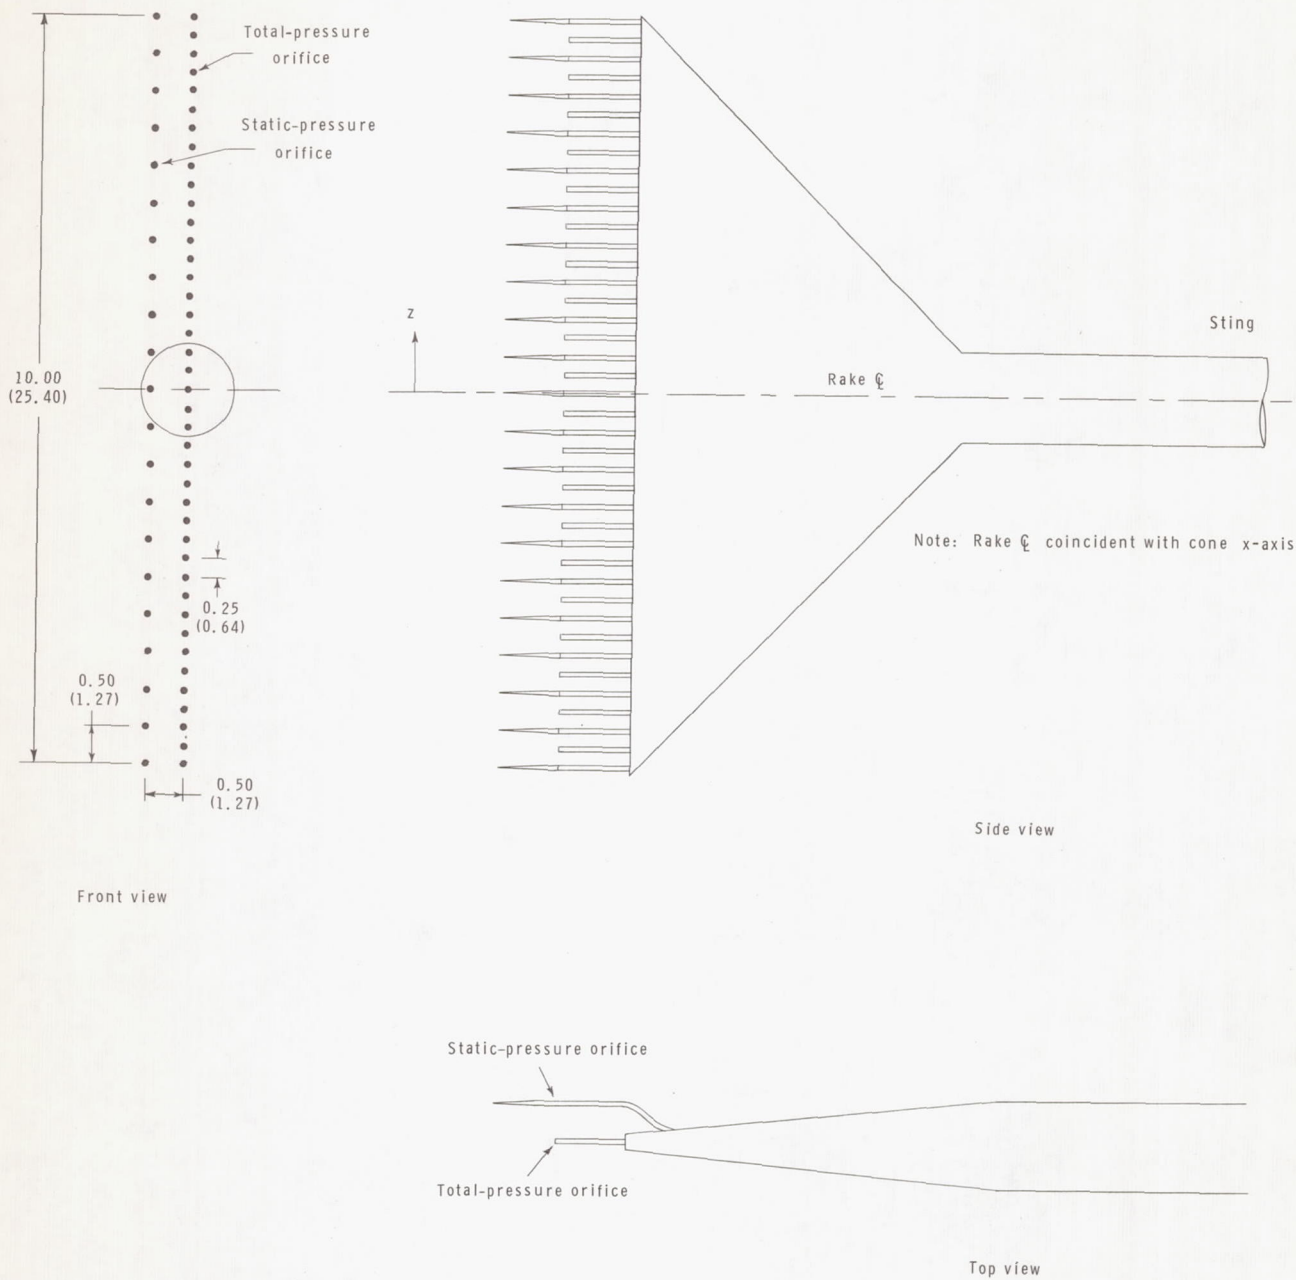 Total-pressure
orifice
Static-pressure
orifice
10.00
(25.40)
0.25
(0.64)
0.50
(1.27)
0.50
(1.27)
Front view
z
Rake ℄
Sting
Note: Rake ℄ coincident with cone x-axis
Side view
Static-pressure orifice
Total-pressure orifice
Top view